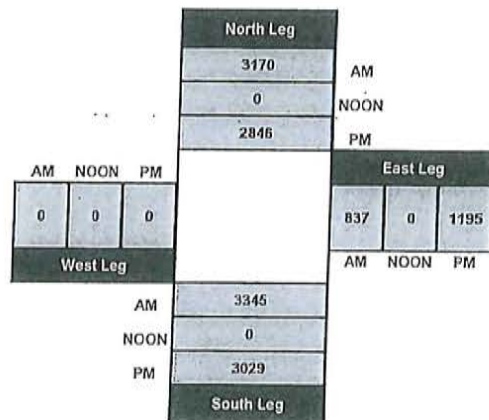 North Leg
3170 AM
0 NOON
2846 PM
AM NOON PM
East Leg
0 0 0
837 0 1195
West Leg
AM NOON PM
AM 3345
NOON 0
PM 3029
South Leg